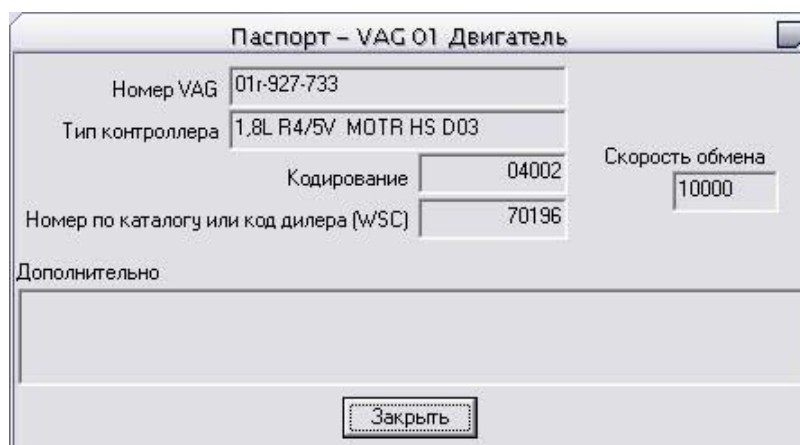 Паспорт – VAG 01 Двигатель
Номер VAG 01r-927-733
Тип контроллера 1,8L R4/5V MOTR HS D03
Скорость обмена
Кодирование 04002
10000
Номер по каталогу или код дилера (WSC) 70196
Дополнительно
Закрыть